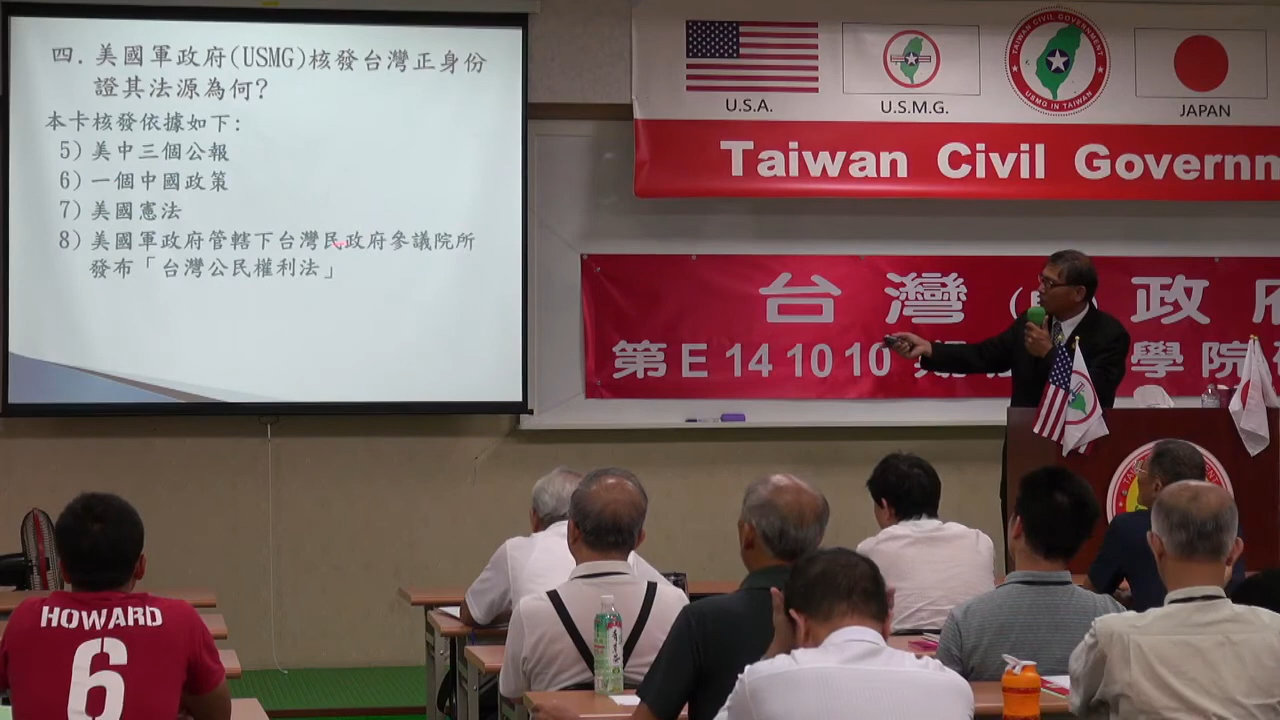 四. 美國軍政府(USMG)核發台灣正身份
證其法源為何?
本卡核發依據如下:
5) 美中三個公報
6) 一個中國政策
7) 美國憲法
8) 美國軍政府管轄下台灣民政府參議院所
發布「台灣公民權利法」
U.S.A.
U.S.M.G.
TAIWAN CIVIL GOVERNMENT
USMG IN TAIWAN
JAPAN
Taiwan Civil Governm
台灣 政府
第E 14 10 10 期 學院
HOWARD
6